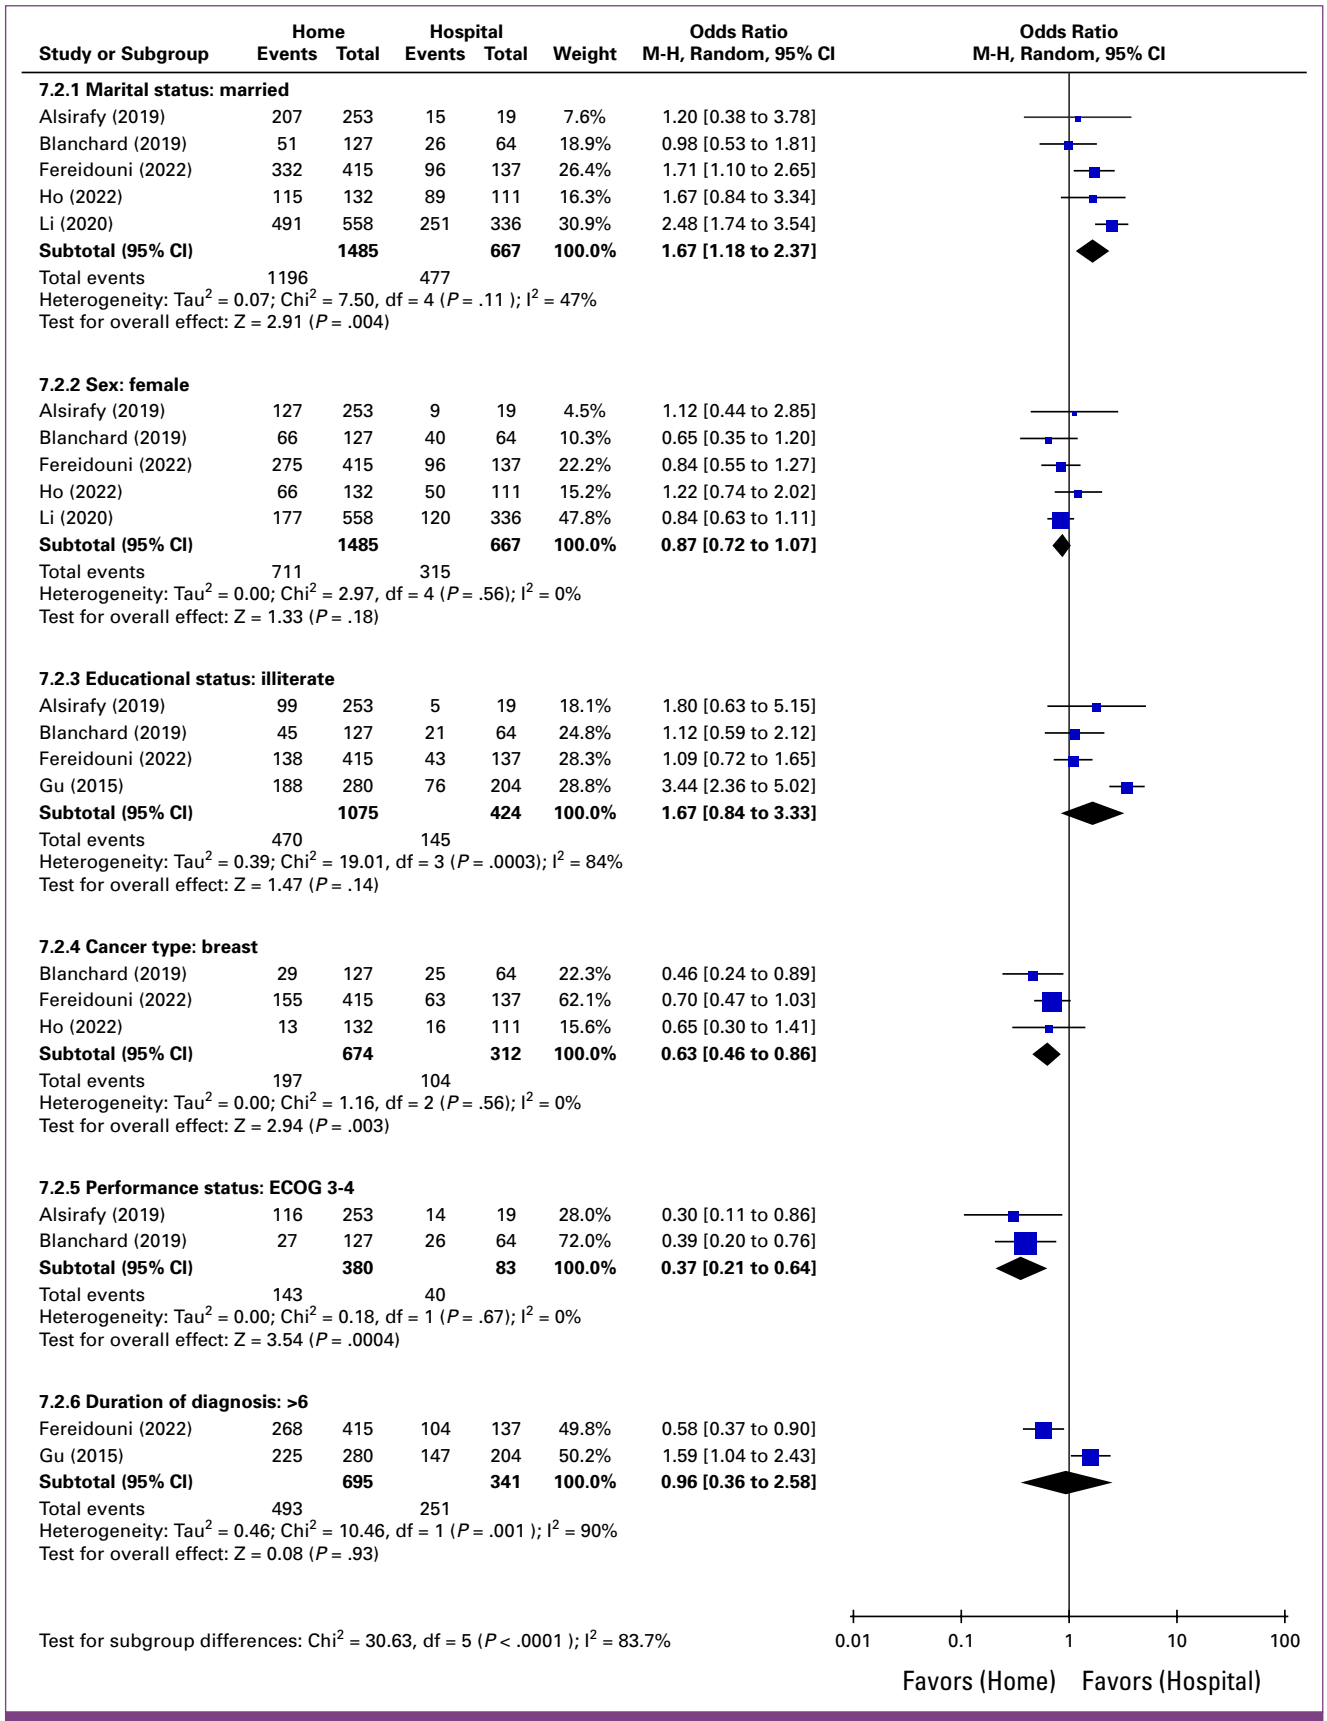 Home Hospital Odds Ratio Odds Ratio
Study or Subgroup Events Total Events Total Weight M-H, Random, 95% CI M-H, Random, 95% CI
7.2.1 Marital status: married
Alsirafy (2019) 207 253 15 19 7.6% 1.20 [0.38 to 3.78]
Blanchard (2019) 51 127 26 64 18.9% 0.98 [0.53 to 1.81]
Fereidouni (2022) 332 415 96 137 26.4% 1.71 [1.10 to 2.65]
Ho (2022) 115 132 89 111 16.3% 1.67 [0.84 to 3.34]
Li (2020) 491 558 251 336 30.9% 2.48 [1.74 to 3.54]
Subtotal (95% CI) 1485 667 100.0% 1.67 [1.18 to 2.37]
Total events 1196 477
Heterogeneity: Tau² = 0.07; Chi² = 7.50, df = 4 (P = .11 ); I² = 47%
Test for overall effect: Z = 2.91 (P = .004)
7.2.2 Sex: female
Alsirafy (2019) 127 253 9 19 4.5% 1.12 [0.44 to 2.85]
Blanchard (2019) 66 127 40 64 10.3% 0.65 [0.35 to 1.20]
Fereidouni (2022) 275 415 96 137 22.2% 0.84 [0.55 to 1.27]
Ho (2022) 66 132 50 111 15.2% 1.22 [0.74 to 2.02]
Li (2020) 177 558 120 336 47.8% 0.84 [0.63 to 1.11]
Subtotal (95% CI) 1485 667 100.0% 0.87 [0.72 to 1.07]
Total events 711 315
Heterogeneity: Tau² = 0.00; Chi² = 2.97, df = 4 (P = .56); I² = 0%
Test for overall effect: Z = 1.33 (P = .18)
7.2.3 Educational status: illiterate
Alsirafy (2019) 99 253 5 19 18.1% 1.80 [0.63 to 5.15]
Blanchard (2019) 45 127 21 64 24.8% 1.12 [0.59 to 2.12]
Fereidouni (2022) 138 415 43 137 28.3% 1.09 [0.72 to 1.65]
Gu (2015) 188 280 76 204 28.8% 3.44 [2.36 to 5.02]
Subtotal (95% CI) 1075 424 100.0% 1.67 [0.84 to 3.33]
Total events 470 145
Heterogeneity: Tau² = 0.39; Chi² = 19.01, df = 3 (P = .0003); I² = 84%
Test for overall effect: Z = 1.47 (P = .14)
7.2.4 Cancer type: breast
Blanchard (2019) 29 127 25 64 22.3% 0.46 [0.24 to 0.89]
Fereidouni (2022) 155 415 63 137 62.1% 0.70 [0.47 to 1.03]
Ho (2022) 13 132 16 111 15.6% 0.65 [0.30 to 1.41]
Subtotal (95% CI) 674 312 100.0% 0.63 [0.46 to 0.86]
Total events 197 104
Heterogeneity: Tau² = 0.00; Chi² = 1.16, df = 2 (P = .56); I² = 0%
Test for overall effect: Z = 2.94 (P = .003)
7.2.5 Performance status: ECOG 3-4
Alsirafy (2019) 116 253 14 19 28.0% 0.30 [0.11 to 0.86]
Blanchard (2019) 27 127 26 64 72.0% 0.39 [0.20 to 0.76]
Subtotal (95% CI) 380 83 100.0% 0.37 [0.21 to 0.64]
Total events 143 40
Heterogeneity: Tau² = 0.00; Chi² = 0.18, df = 1 (P = .67); I² = 0%
Test for overall effect: Z = 3.54 (P = .0004)
7.2.6 Duration of diagnosis: >6
Fereidouni (2022) 268 415 104 137 49.8% 0.58 [0.37 to 0.90]
Gu (2015) 225 280 147 204 50.2% 1.59 [1.04 to 2.43]
Subtotal (95% CI) 695 341 100.0% 0.96 [0.36 to 2.58]
Total events 493 251
Heterogeneity: Tau² = 0.46; Chi² = 10.46, df = 1 (P = .001 ); I² = 90%
Test for overall effect: Z = 0.08 (P = .93)
Test for subgroup differences: Chi² = 30.63, df = 5 (P < .0001 ); I² = 83.7%
0.01 0.1 1 10 100
Favors (Home) Favors (Hospital)